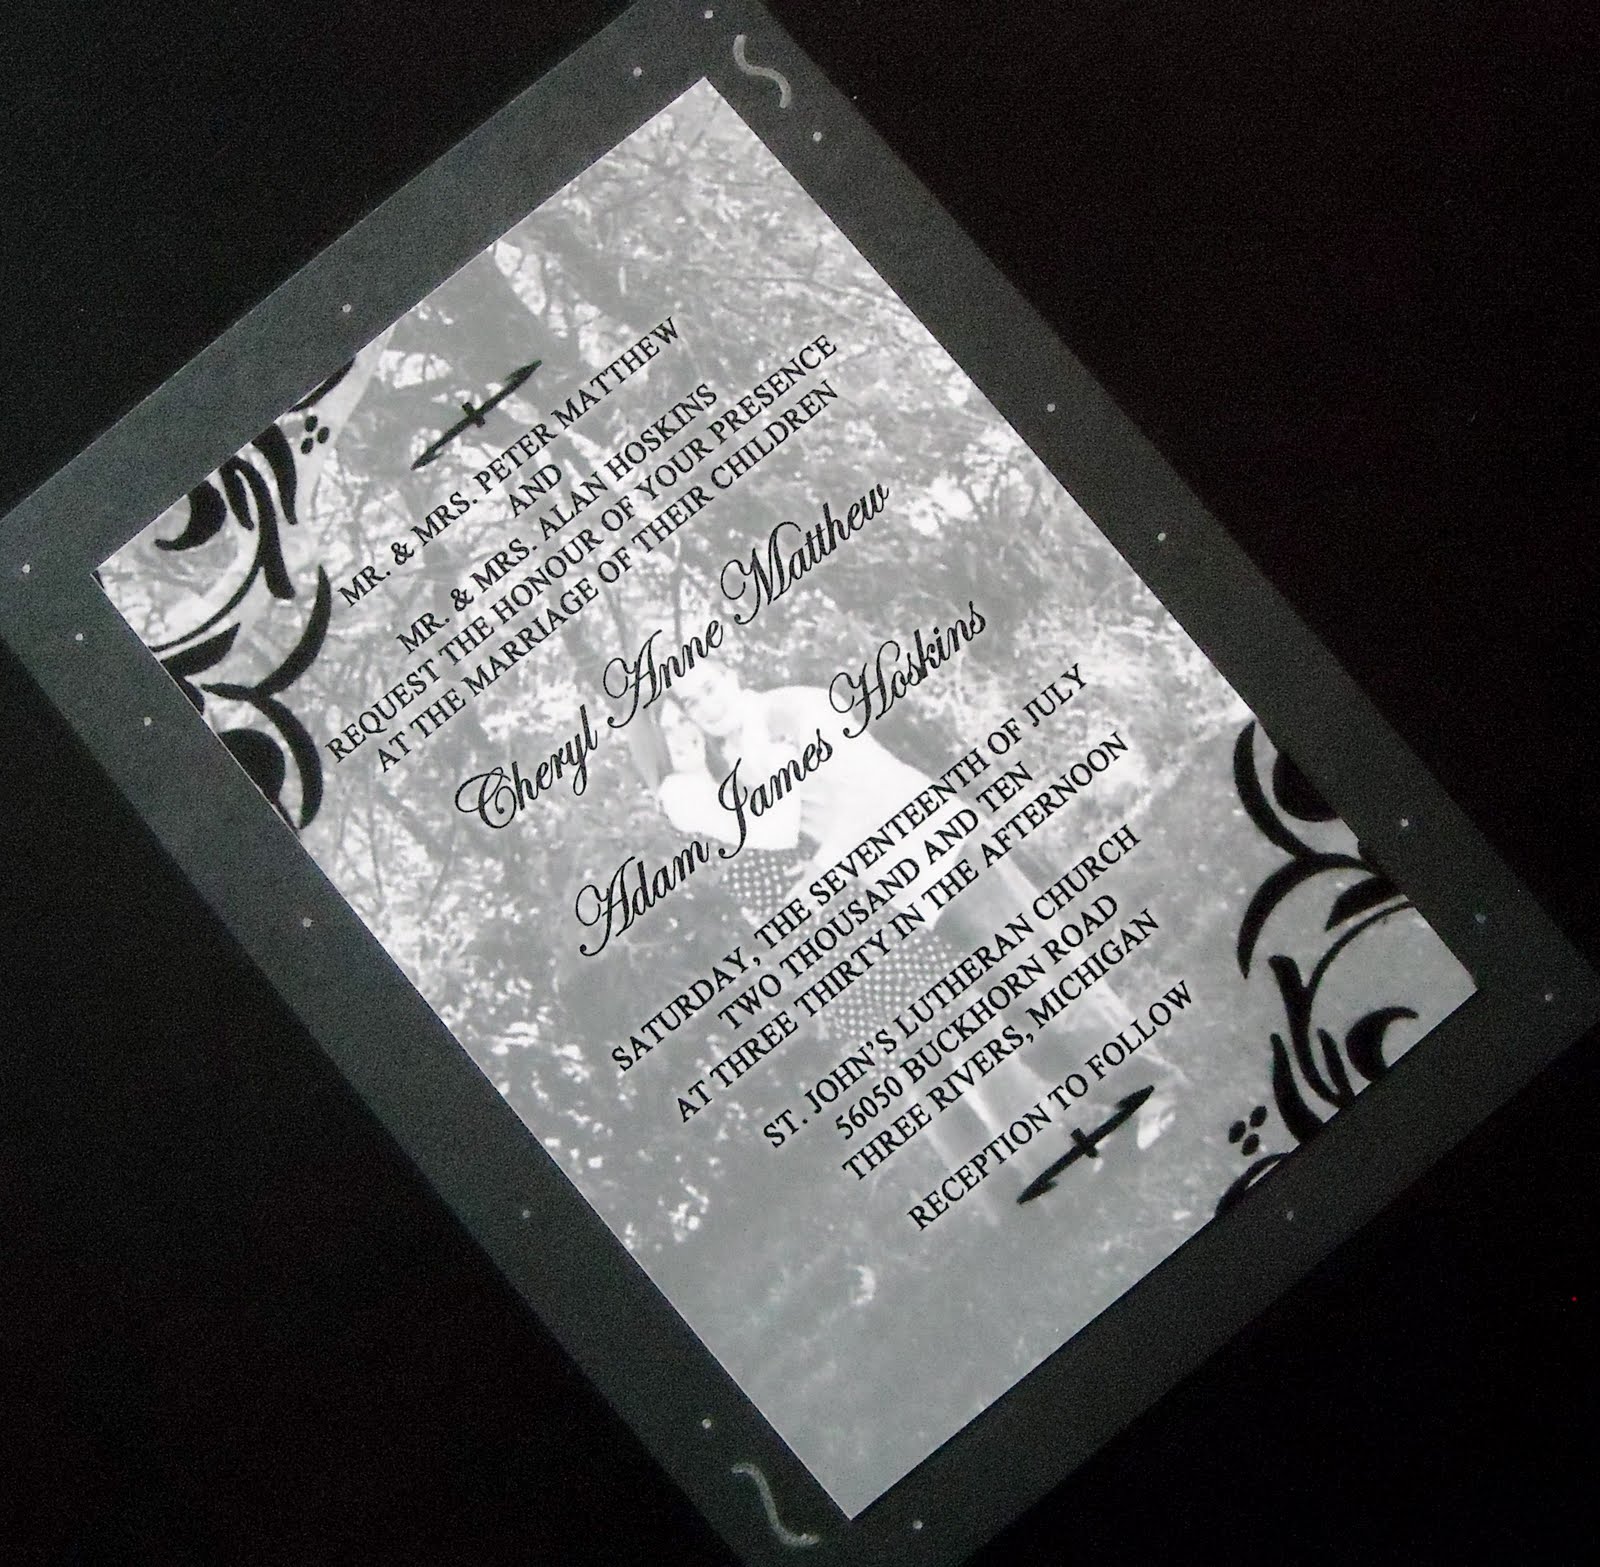 MR. & MRS. PETER MATTHEW
AND
MR. & MRS. ALAN HOSKINS
REQUEST THE HONOUR OF YOUR PRESENCE
AT THE MARRIAGE OF THEIR CHILDREN
Cheryl Anne Matthew
Adam James Hoskins
SATURDAY, THE SEVENTEENTH OF JULY
TWO THOUSAND AND TEN
AT THREE THIRTY IN THE AFTERNOON
ST. JOHN'S LUTHERAN CHURCH
56050 BUCKHORN ROAD
THREE RIVERS, MICHIGAN
RECEPTION TO FOLLOW